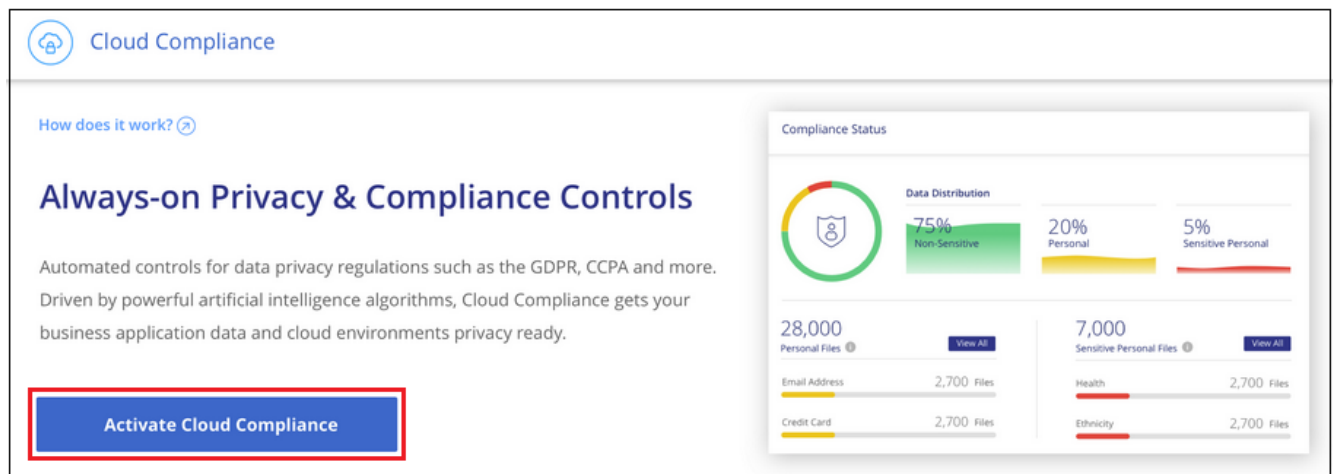 Cloud Compliance
How does it work?
Always-on Privacy & Compliance Controls
Automated controls for data privacy regulations such as the GDPR, CCPA and more.
Driven by powerful artificial intelligence algorithms, Cloud Compliance gets your
business application data and cloud environments privacy ready.
Activate Cloud Compliance
Compliance Status
Data Distribution
75%
Non-Sensitive
20%
Personal
5%
Sensitive Personal
28,000
Personal Files
View All
Email Address 2,700 Files
Credit Card 2,700 Files
7,000
Sensitive Personal Files
View All
Health 2,700 Files
Ethnicity 2,700 Files